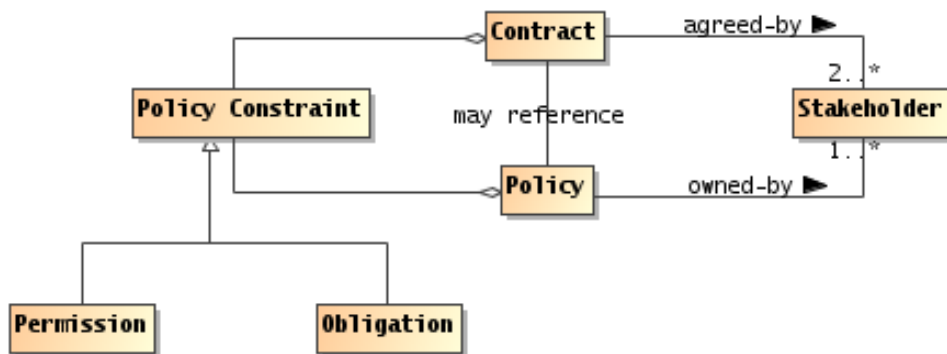 Contract
agreed-by
2..*
Policy Constraint
may reference
Stakeholder
1..*
Policy
owned-by
Permission
Obligation